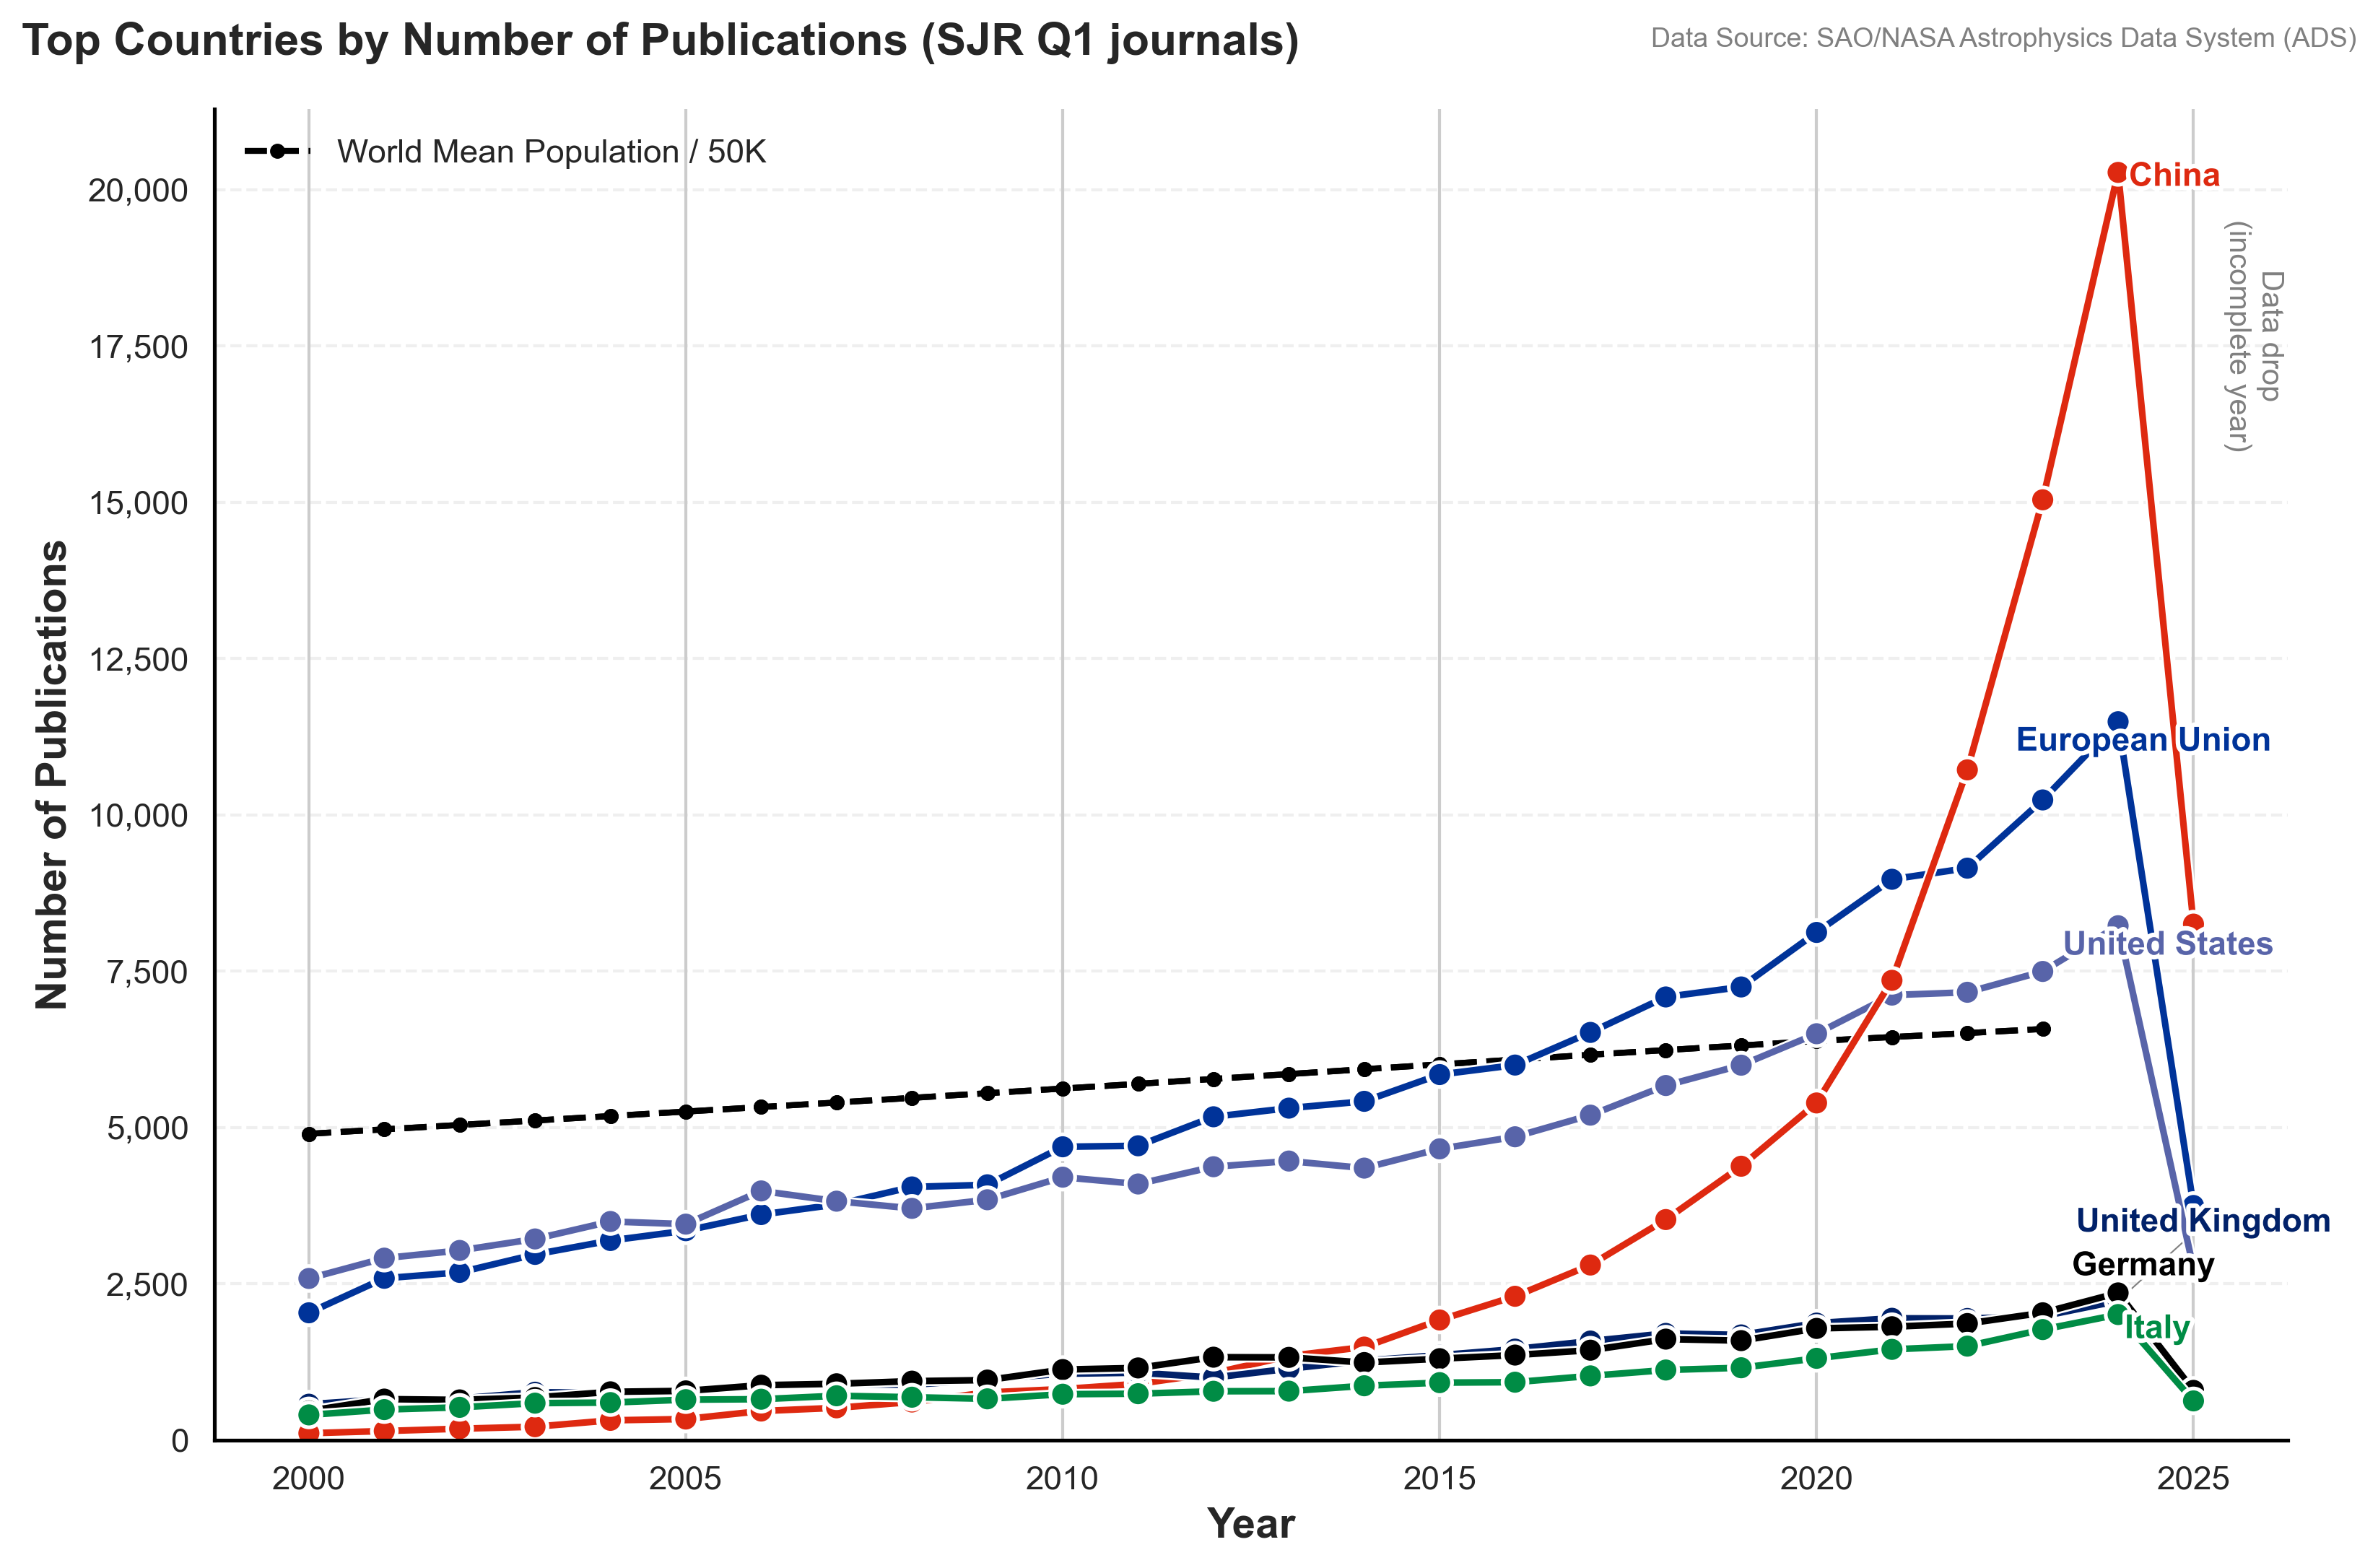 Top Countries by Number of Publications (SJR Q1 journals)
Data Source: SAO/NASA Astrophysics Data System (ADS)
World Mean Population / 50K
Number of Publications
20,000
17,500
15,000
12,500
10,000
7,500
5,000
2,500
0
China
Data drop
(incomplete year)
European Union
United States
United Kingdom
Germany
Italy
2000
2005
2010
2015
2020
2025
Year